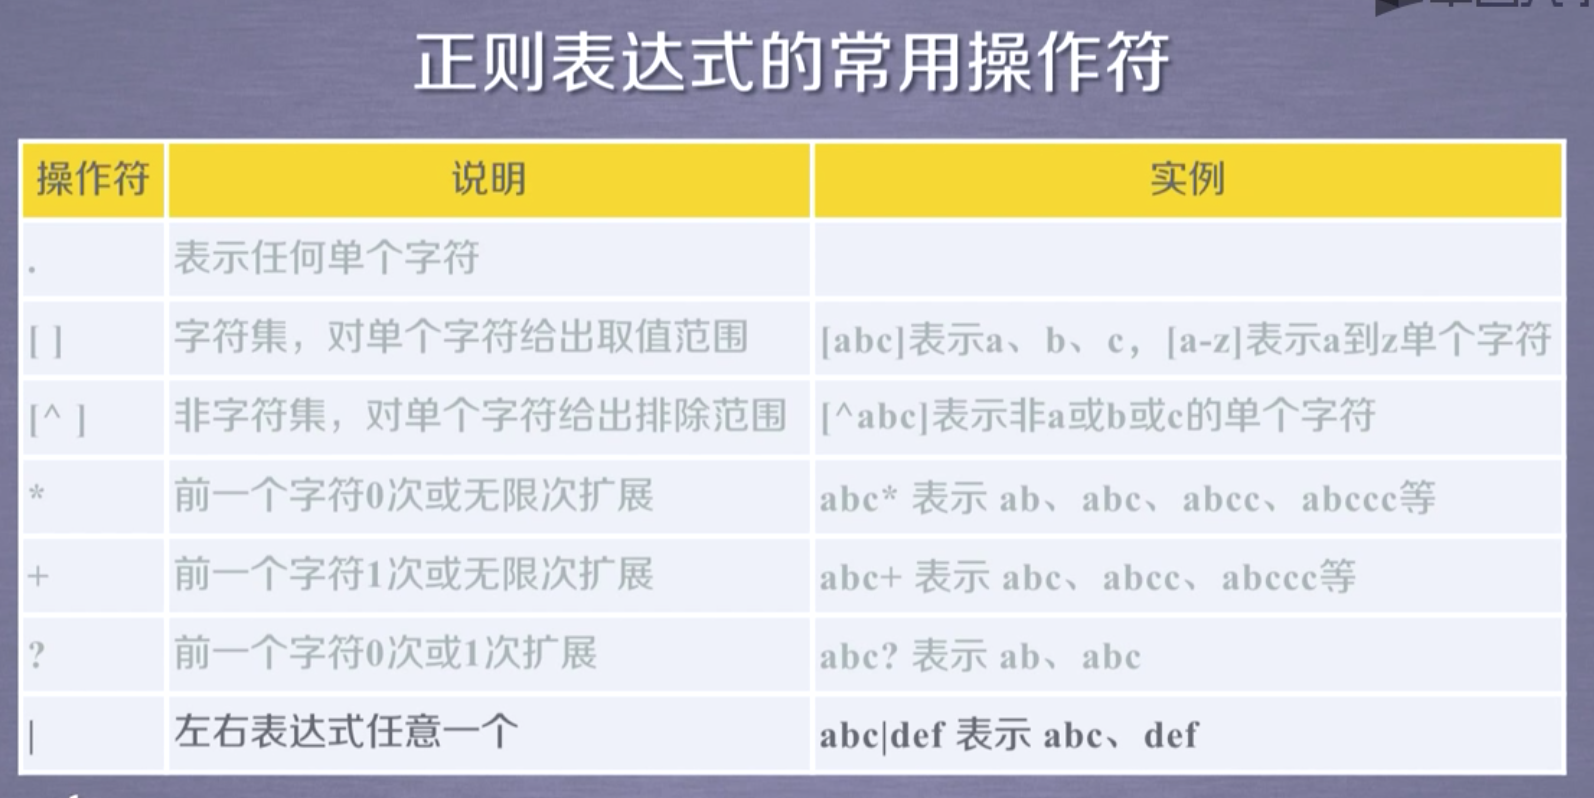 正则表达式的常用操作符
操作符 说明 实例
. 表示任何单个字符
[ ] 字符集，对单个字符给出取值范围 [abc]表示a、b、c，[a-z]表示a到z单个字符
[^ ] 非字符集，对单个字符给出排除范围 [^abc]表示非a或b或c的单个字符
* 前一个字符0次或无限次扩展 abc* 表示 ab、abc、abcc、abccc等
+ 前一个字符1次或无限次扩展 abc+ 表示 abc、abcc、abccc等
? 前一个字符0次或1次扩展 abc? 表示 ab、abc
| 左右表达式任意一个 abc|def 表示 abc、def